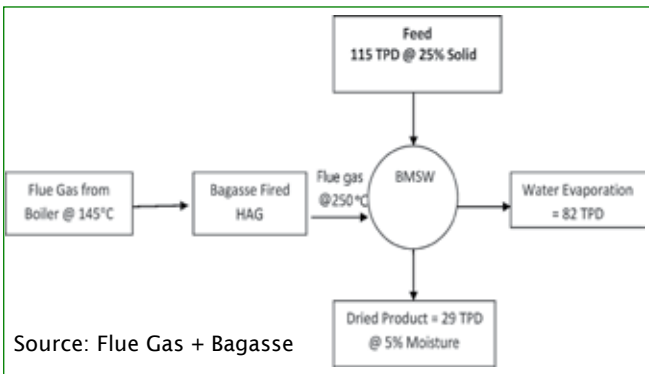 Feed
115 TPD @ 25% Solid
Flue Gas from
Boiler @ 145°C
Bagasse Fired
HAG
Flue gas
@250°C
BMSW
Water Evaporation
= 82 TPD
Dried Product = 29 TPD
@ 5% Moisture
Source: Flue Gas + Bagasse